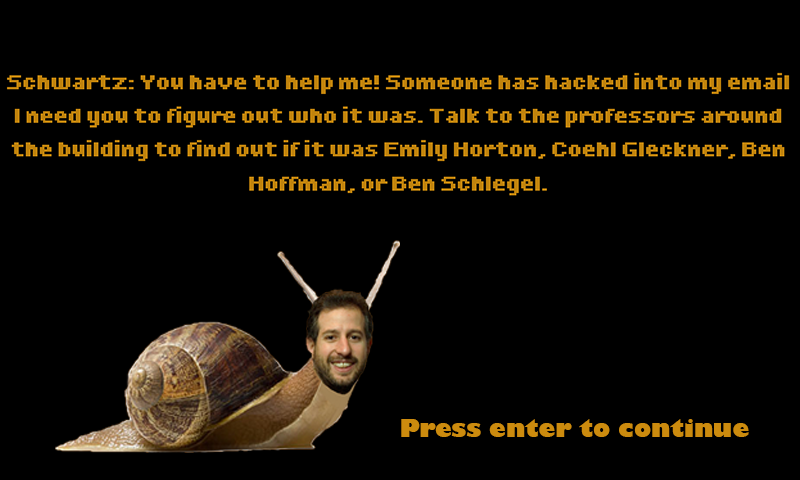 Schwartz: You have to help me! Someone has hacked into my email
I need you to figure out who it was. Talk to the professors around
the building to find out if it was Emily Horton, Coehl Gleckner, Ben
Hoffman, or Ben Schlegel.
Press enter to continue